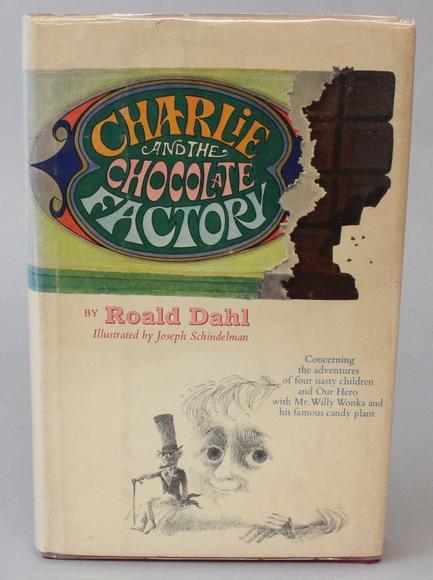 CHARLIE
AND THE
CHOCOLATE
FACTORY
BY Roald Dahl
Illustrated by Joseph Schindelman
Concerning
the adventures
of four nasty children
and Our Hero
with Mr. Willy Wonka and
his famous candy plant